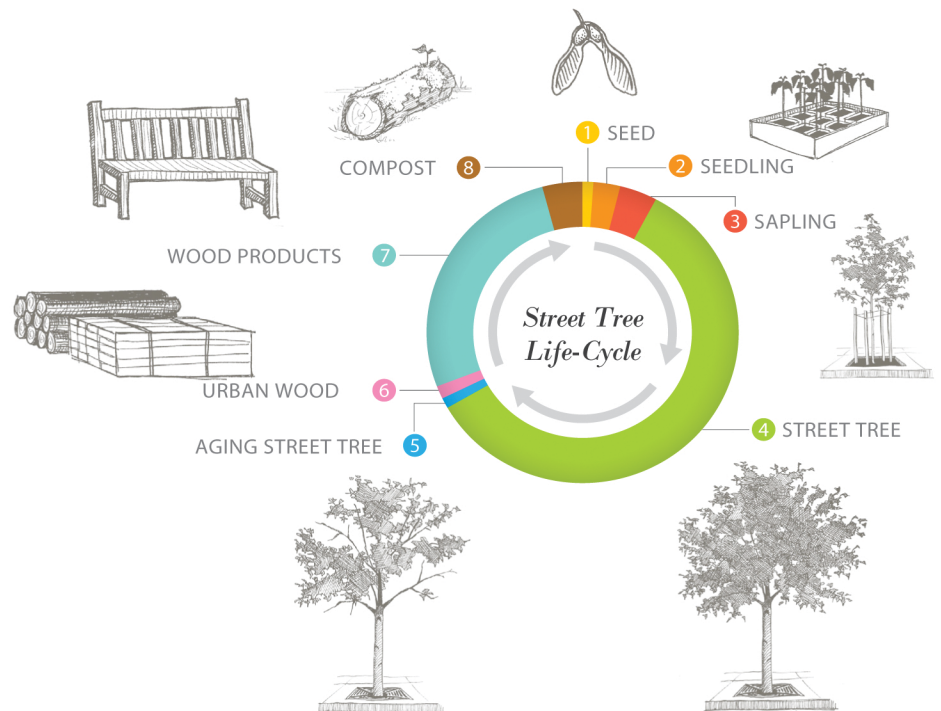 1 SEED
2 SEEDLING
3 SAPLING
4 STREET TREE
5 AGING STREET TREE
6 URBAN WOOD
7 WOOD PRODUCTS
8 COMPOST
Street Tree
Life-Cycle